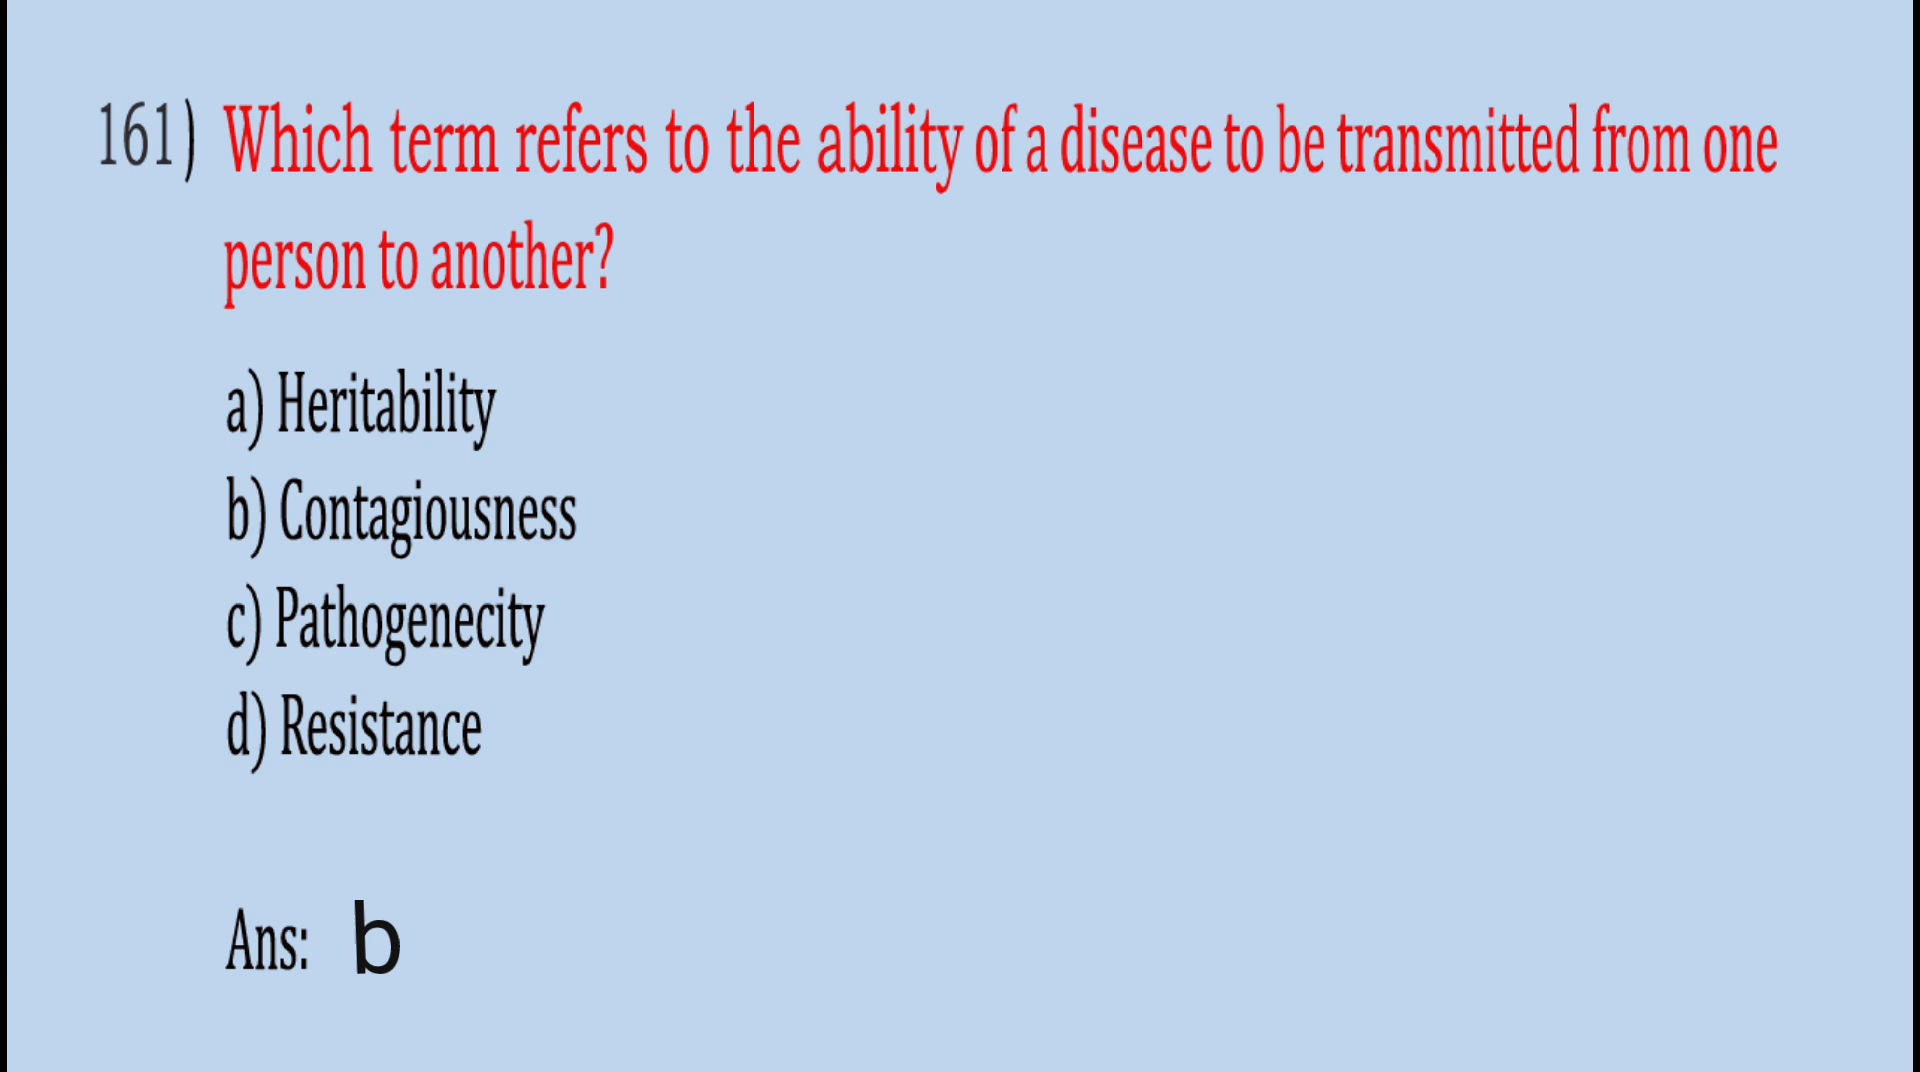 161) Which term refers to the ability of a disease to be transmitted from one
person to another?
a) Heritability
b) Contagiousness
c) Pathogenecity
d) Resistance
Ans: b